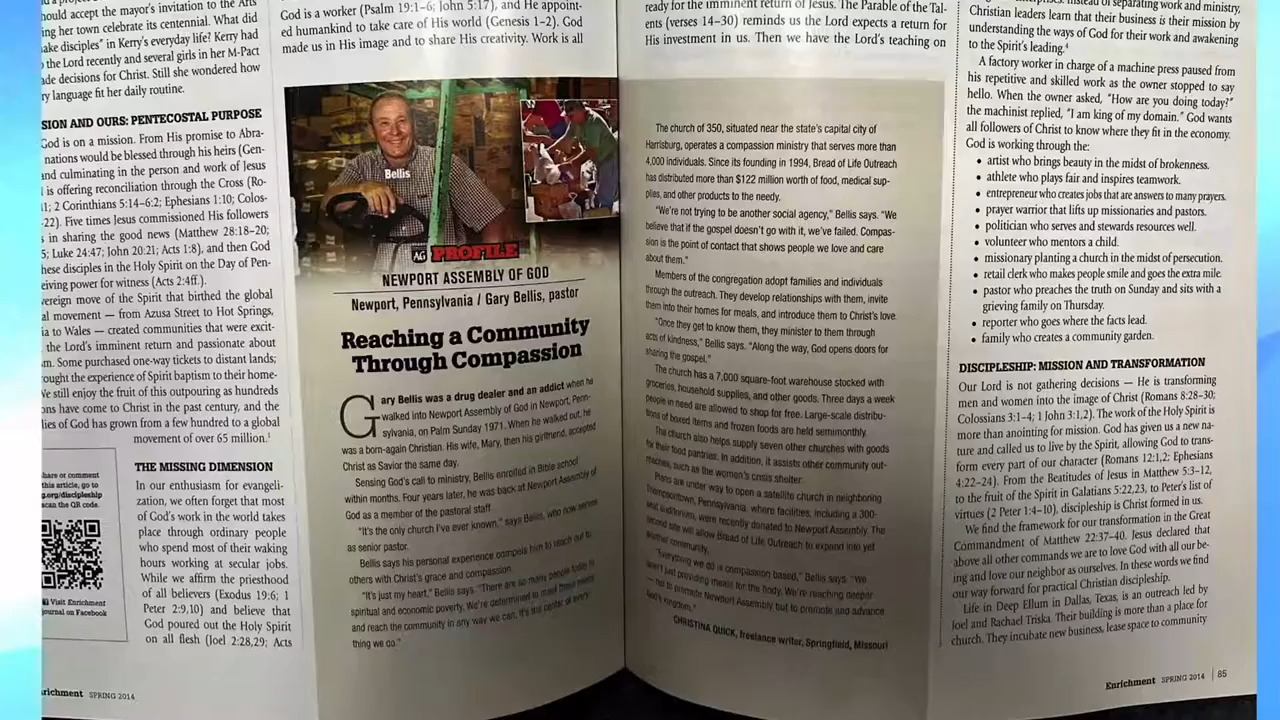 should accept the mayor's invitation to the Arts
ing her town celebrate its centennial. What did
ake disciples" in Kerry's everyday life? Kerry had
the Lord recently and several girls in her M-Pact
ade decisions for Christ. Still she wondered how
ry language fit her daily routine.
SION AND OURS: PENTECOSTAL PURPOSE
God is on a mission. From His promise to Abra-
nations would be blessed through his heirs (Gen-
and culminating in the person and work of Jesus
is offering reconciliation through the Cross (Ro-
1; 2 Corinthians 5:14–6:2; Ephesians 1:10; Colos-
-22). Five times Jesus commissioned His followers
s in sharing the good news (Matthew 28:18–20;
5; Luke 24:47; John 20:21; Acts 1:8), and then God
hese disciples in the Holy Spirit on the Day of Pen-
eiving power for witness (Acts 2:4ff.).
vereign move of the Spirit that birthed the global
al movement — from Azusa Street to Hot Springs,
ia to Wales — created communities that were excit-
the Lord's imminent return and passionate about
m. Some purchased one-way tickets to distant lands;
ought the experience of Spirit baptism to their home-
We still enjoy the fruit of this outpouring as hundreds
ons have come to Christ in the past century, and the
lies of God has grown from a few hundred to a global
movement of over 65 million.¹
hare or comment
this article, go to
g.org/discipleship
scan the QR code.
Visit Enrichment
journal on Facebook
THE MISSING DIMENSION
In our enthusiasm for evangeli-
zation, we often forget that most
of God's work in the world takes
place through ordinary people
who spend most of their waking
hours working at secular jobs.
While we affirm the priesthood
of all believers (Exodus 19:6; 1
Peter 2:9,10) and believe that
God poured out the Holy Spirit
on all flesh (Joel 2:28,29; Acts
Enrichment SPRING 2014
God is a worker (Psalm 19:1–6; John 5:17), and He appoint-
ed humankind to take care of His world (Genesis 1–2). God
made us in His image and to share His creativity. Work is all
Bellis
AG PROFILE
NEWPORT ASSEMBLY OF GOD
Newport, Pennsylvania / Gary Bellis, pastor
Reaching a Community
Through Compassion
Gary Bellis was a drug dealer and an addict when he
walked into Newport Assembly of God in Newport, Penn-
sylvania, on Palm Sunday 1971. When he walked out, he
was a born-again Christian. His wife, Mary, then his girlfriend, accepted
Christ as Savior the same day.
Sensing God's call to ministry, Bellis enrolled in Bible school
within months. Four years later, he was back at Newport Assembly of
God as a member of the pastoral staff.
"It's the only church I've ever known," says Bellis, who now serves
as senior pastor.
Bellis says his personal experience compels him to reach out to
others with Christ's grace and compassion.
"It's just my heart," Bellis says. "There are so many people today in
spiritual and economic poverty. We're determined to meet those needs
and reach the community in any way we can. It's the center of every-
thing we do."
ready for the imminent return of Jesus. The Parable of the Tal-
ents (verses 14–30) reminds us the Lord expects a return for
His investment in us. Then we have the Lord's teaching on
The church of 350, situated near the state's capital city of
Harrisburg, operates a compassion ministry that serves more than
4,000 individuals. Since its founding in 1994, Bread of Life Outreach
has distributed more than $122 million worth of food, medical sup-
plies, and other products to the needy.
"We're not trying to be another social agency," Bellis says. "We
believe that if the gospel doesn't go with it, we've failed. Compas-
sion is the point of contact that shows people we love and care
about them."
Members of the congregation adopt families and individuals
through the outreach. They develop relationships with them, invite
them into their homes for meals, and introduce them to Christ's love.
"Once they get to know them, they minister to them through
acts of kindness," Bellis says. "Along the way, God opens doors for
sharing the gospel."
The church has a 7,000 square-foot warehouse stocked with
groceries, household supplies, and other goods. Three days a week
people in need are allowed to shop for free. Large-scale distribu-
tions of boxed items and frozen foods are held semimonthly.
The church also helps supply seven other churches with goods
for their food pantries. In addition, it assists other community out-
reaches, such as the women's crisis shelter.
Plans are under way to open a satellite church in neighboring
Thompsontown, Pennsylvania, where facilities, including a 300-
seat auditorium, were recently donated to Newport Assembly. The
second site will allow Bread of Life Outreach to expand into yet
another community.
"Everything we do is compassion based," Bellis says. "We
aren't just providing meals for the body. We're reaching deeper
— not to promote Newport Assembly but to promote and advance
God's kingdom."
CHRISTINA QUICK, freelance writer, Springfield, Missouri
Instead of separating work and ministry,
Christian leaders learn that their business is their mission by
understanding the ways of God for their work and awakening
to the Spirit's leading.⁴
A factory worker in charge of a machine press paused from
his repetitive and skilled work as the owner stopped to say
hello. When the owner asked, "How are you doing today?"
the machinist replied, "I am king of my domain." God wants
all followers of Christ to know where they fit in the economy.
God is working through the:
• artist who brings beauty in the midst of brokenness.
• athlete who plays fair and inspires teamwork.
• entrepreneur who creates jobs that are answers to many prayers.
• prayer warrior that lifts up missionaries and pastors.
• politician who serves and stewards resources well.
• volunteer who mentors a child.
• missionary planting a church in the midst of persecution.
• retail clerk who makes people smile and goes the extra mile.
• pastor who preaches the truth on Sunday and sits with a
grieving family on Thursday.
• reporter who goes where the facts lead.
• family who creates a community garden.
DISCIPLESHIP: MISSION AND TRANSFORMATION
Our Lord is not gathering decisions — He is transforming
men and women into the image of Christ (Romans 8:28–30;
Colossians 3:1–4; 1 John 3:1,2). The work of the Holy Spirit is
more than anointing for mission. God has given us a new na-
ture and called us to live by the Spirit, allowing God to trans-
form every part of our character (Romans 12:1,2; Ephesians
4:22–24). From the Beatitudes of Jesus in Matthew 5:3–12,
to the fruit of the Spirit in Galatians 5:22,23, to Peter's list of
virtues (2 Peter 1:4–10), discipleship is Christ formed in us.
We find the framework for our transformation in the Great
Commandment of Matthew 22:37–40. Jesus declared that
above all other commands we are to love God with all our be-
ing and love our neighbor as ourselves. In these words we find
our way forward for practical Christian discipleship.
Life in Deep Ellum in Dallas, Texas, is an outreach led by
Joel and Rachael Triska. Their building is more than a place for
church. They incubate new business, lease space to community
Enrichment SPRING 2014 | 85